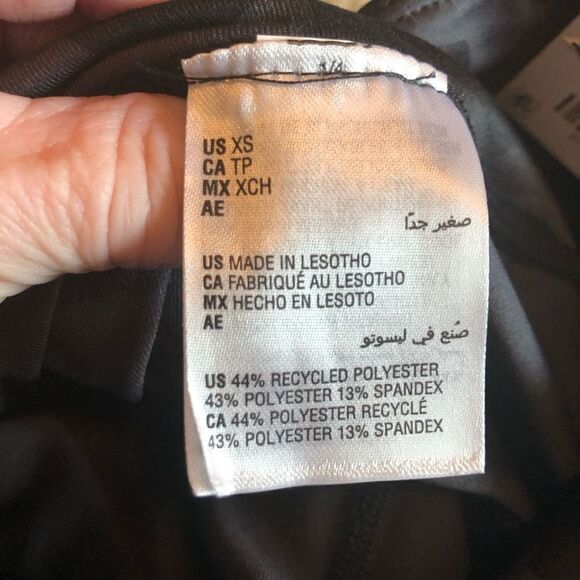 US XS
CA TP
MX XCH
AE
صغير جدًا
US MADE IN LESOTHO
CA FABRIQUÉ AU LESOTHO
MX HECHO EN LESOTO
AE
صُنع في ليسوتو
US 44% RECYCLED POLYESTER
43% POLYESTER 13% SPANDEX
CA 44% POLYESTER RECYCLÉ
43% POLYESTER 13% SPANDEX